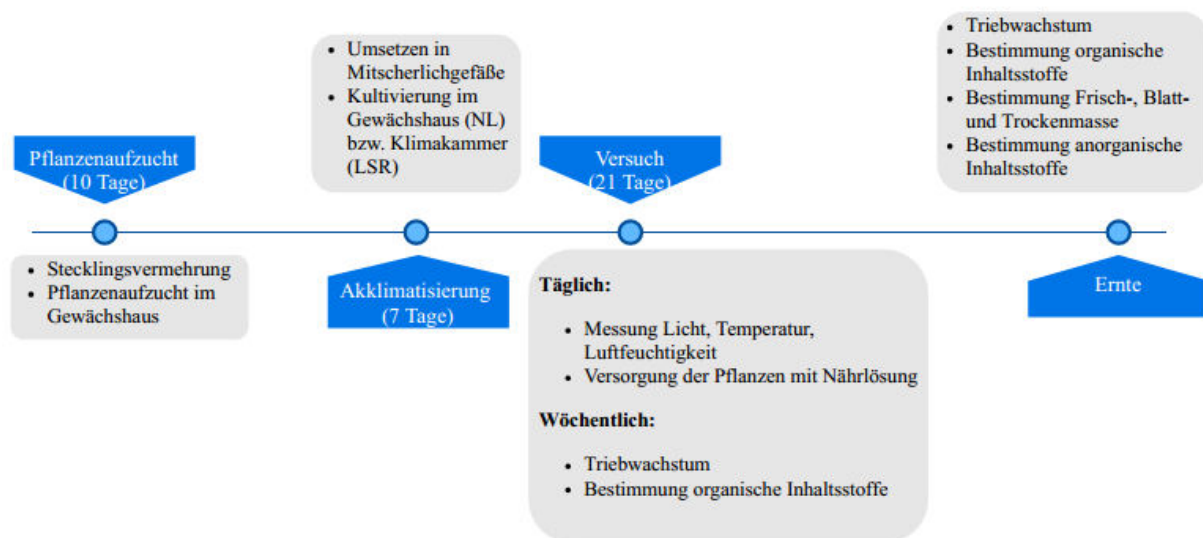 Pflanzenaufzucht
(10 Tage)
• Stecklingsvermehrung
• Pflanzenaufzucht im
Gewächshaus
• Umsetzen in
Mitscherlichgefäße
• Kultivierung im
Gewächshaus (NL)
bzw. Klimakammer
(LSR)
Akklimatisierung
(7 Tage)
Versuch
(21 Tage)
Täglich:
• Messung Licht, Temperatur,
Luftfeuchtigkeit
• Versorgung der Pflanzen mit Nährlösung
Wöchentlich:
• Triebwachstum
• Bestimmung organische Inhaltsstoffe
• Triebwachstum
• Bestimmung organische
Inhaltsstoffe
• Bestimmung Frisch-, Blatt-
und Trockenmasse
• Bestimmung anorganische
Inhaltsstoffe
Ernte